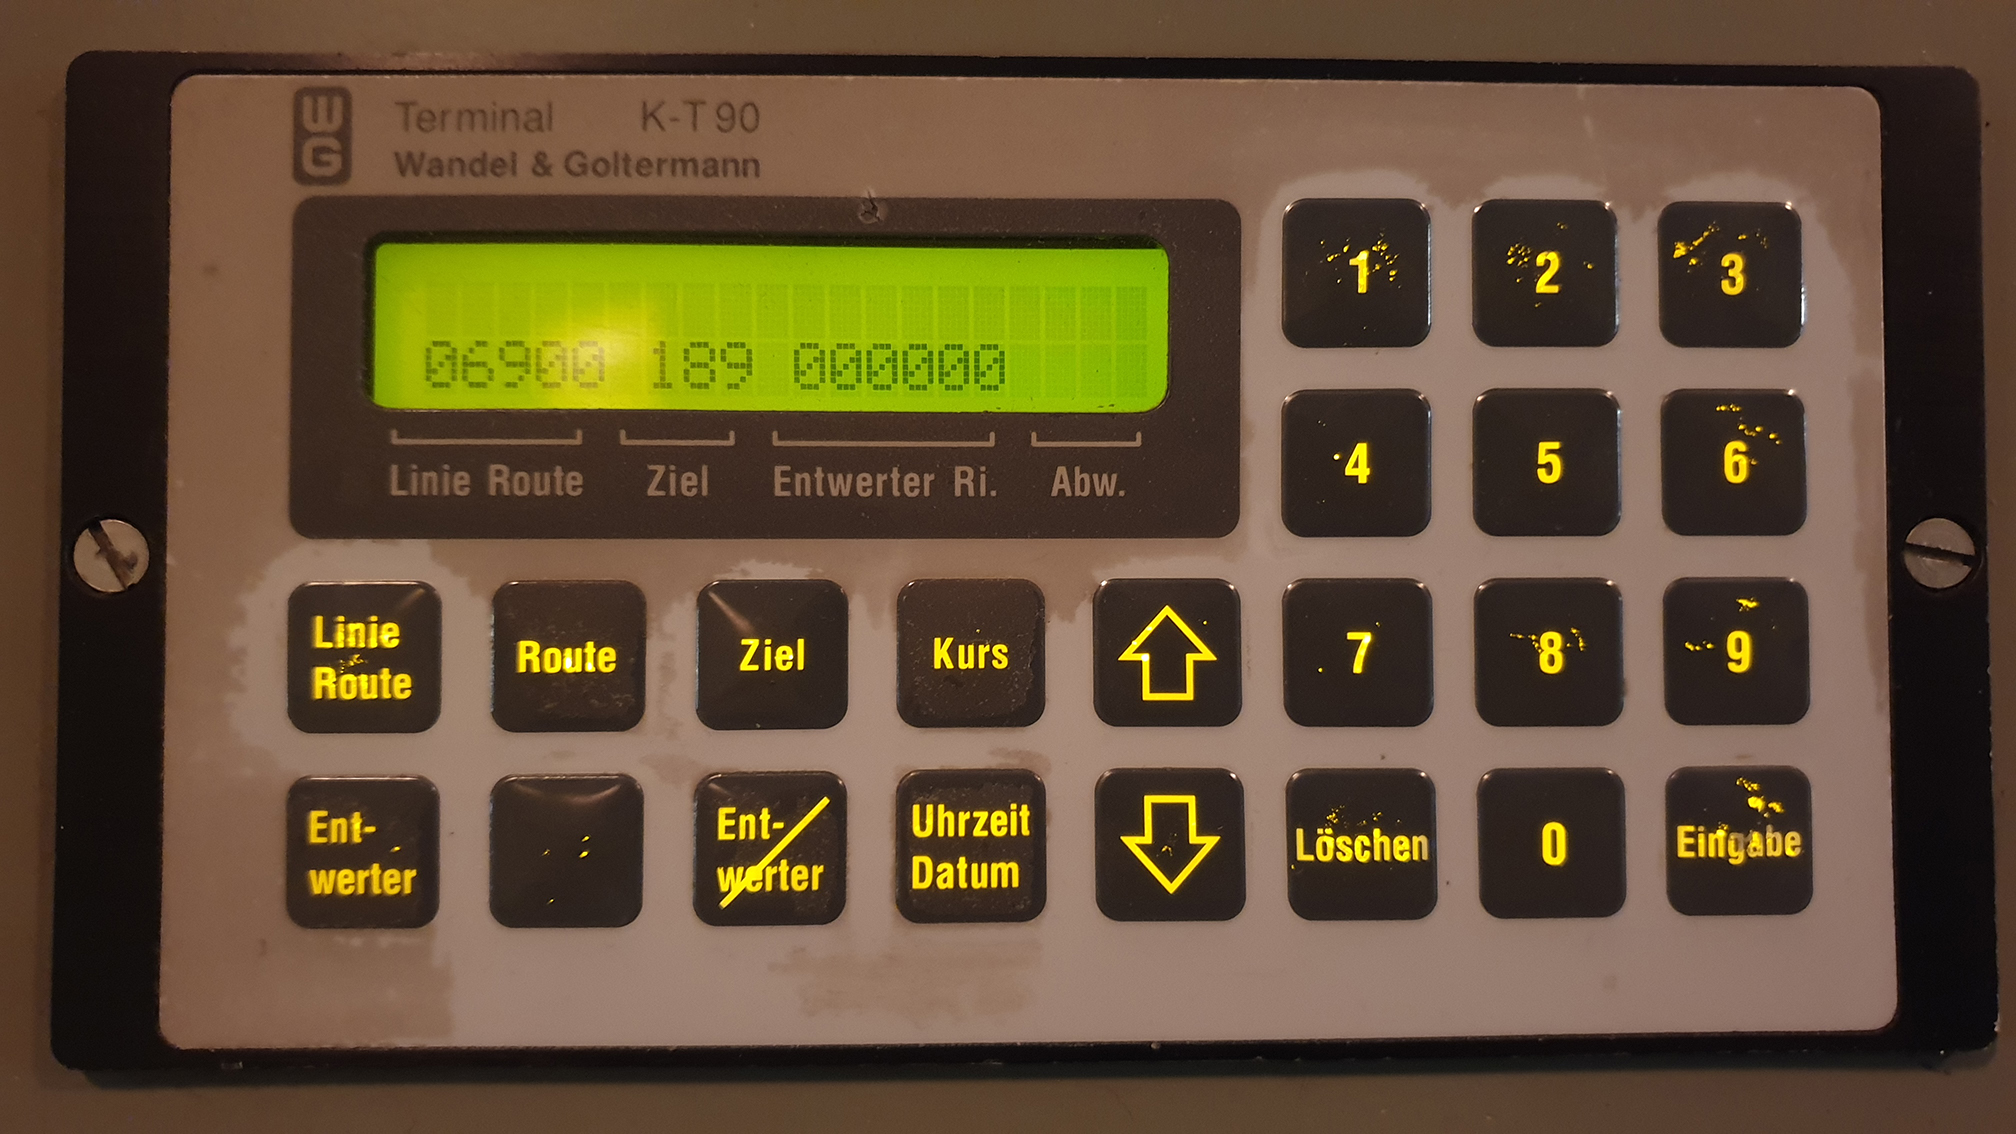 WG
Terminal K-T 90
Wandel & Goltermann
06900 189 000000
Linie Route Ziel Entwerter Ri. Abw.
1 2 3
4 5 6
Linie Route
Route
Ziel
Kurs
7 8 9
Ent-
werter
Ent-
werter
Uhrzeit
Datum
Löschen
0
Eingabe